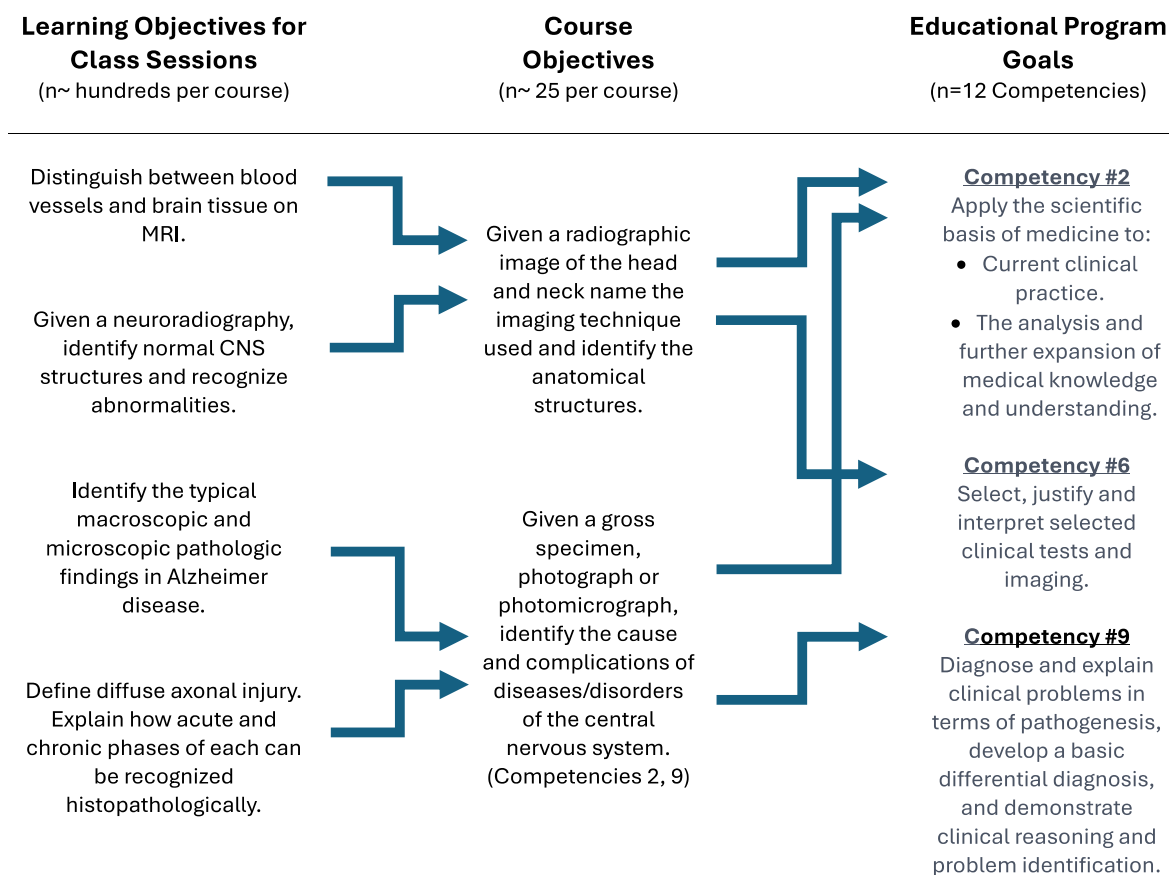 Learning Objectives for
Class Sessions
(n~ hundreds per course)
Course
Objectives
(n~ 25 per course)
Educational Program
Goals
(n=12 Competencies)
Distinguish between blood
vessels and brain tissue on
MRI.
Given a neuroradiography,
identify normal CNS
structures and recognize
abnormalities.
Identify the typical
macroscopic and
microscopic pathologic
findings in Alzheimer
disease.
Define diffuse axonal injury.
Explain how acute and
chronic phases of each can
be recognized
histopathologically.
Given a radiographic
image of the head
and neck name the
imaging technique
used and identify the
anatomical
structures.
Given a gross
specimen,
photograph or
photomicrograph,
identify the cause
and complications of
diseases/disorders
of the central
nervous system.
(Competencies 2, 9)
Competency #2
Apply the scientific
basis of medicine to:
• Current clinical
practice.
• The analysis and
further expansion of
medical knowledge
and understanding.
Competency #6
Select, justify and
interpret selected
clinical tests and
imaging.
Competency #9
Diagnose and explain
clinical problems in
terms of pathogenesis,
develop a basic
differential diagnosis,
and demonstrate
clinical reasoning and
problem identification.